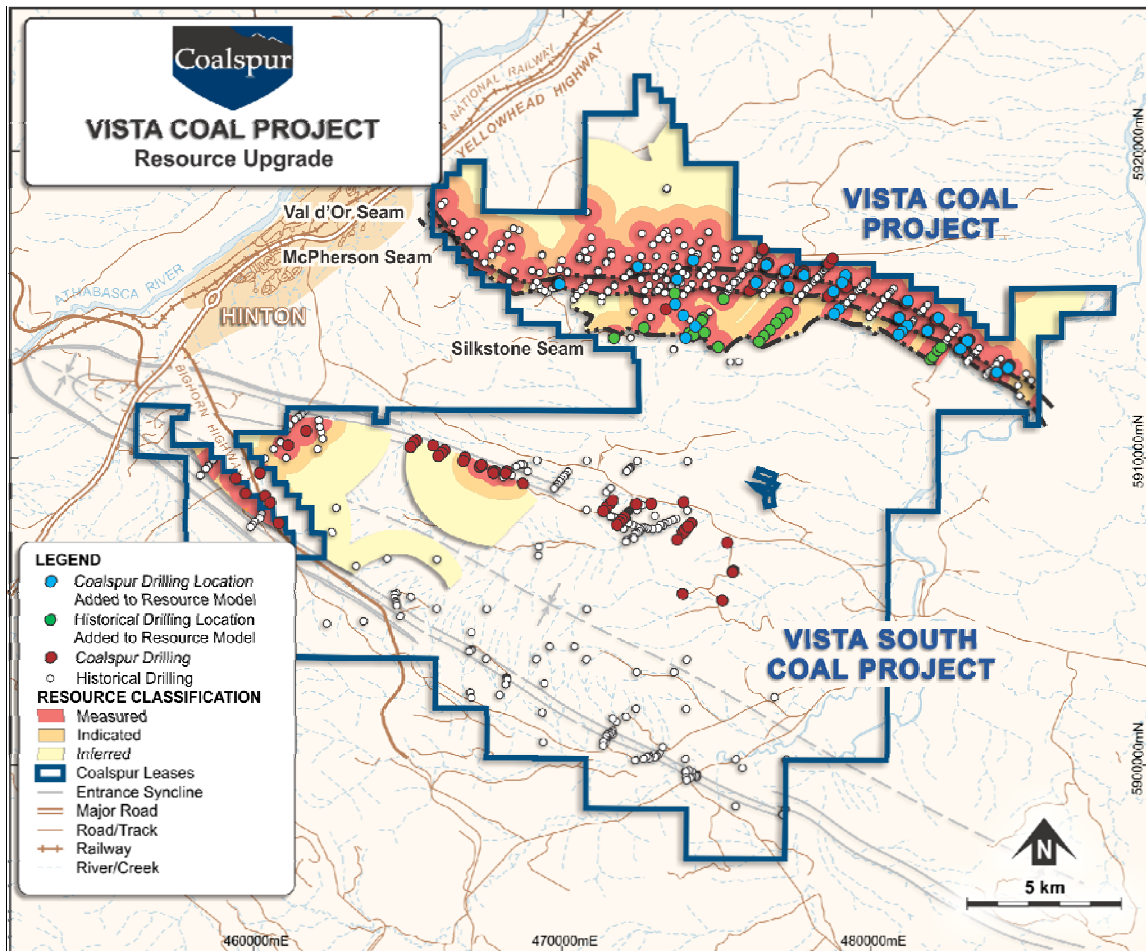 Coalspur
VISTA COAL PROJECT
Resource Upgrade
NATIONAL RAILWAY
YELLOWHEAD HIGHWAY
5920000mN
Val d'Or Seam
VISTA COAL
PROJECT
McPherson Seam
ATHABASCA RIVER
HINTON
Silkstone Seam
BIGHORN HIGHWAY
5910000mN
LEGEND
Coalspur Drilling Location
Added to Resource Model
Historical Drilling Location
Added to Resource Model
Coalspur Drilling
Historical Drilling
RESOURCE CLASSIFICATION
Measured
Indicated
Inferred
Coalspur Leases
Entrance Syncline
Major Road
Road/Track
Railway
River/Creek
VISTA SOUTH
COAL PROJECT
5900000mN
N
5 km
460000mE
470000mE
480000mE